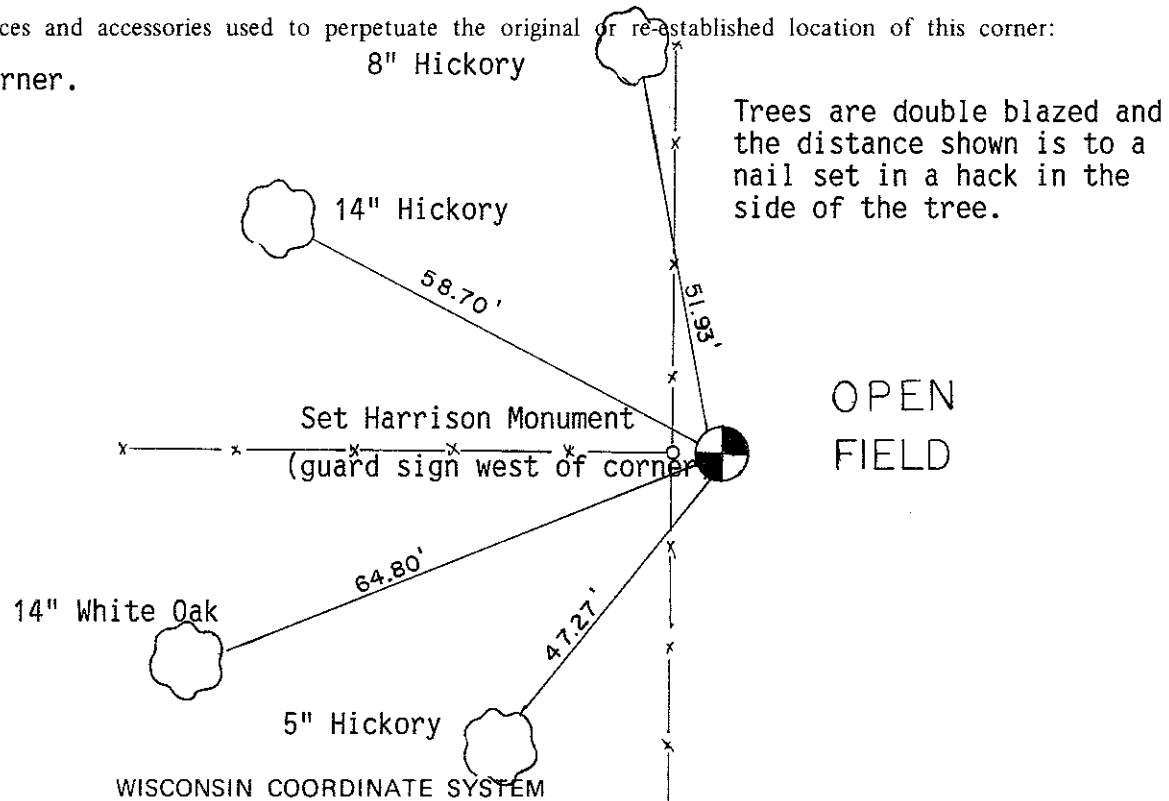 ces and accessories used to perpetuate the original or re-established location of this corner:
rner.
8" Hickory
Trees are double blazed and
the distance shown is to a
nail set in a hack in the
side of the tree.
14" Hickory
58.70'
51.93'
OPEN
FIELD
Set Harrison Monument
(guard sign west of corner)
64.80'
14" White Oak
47.27'
5" Hickory
WISCONSIN COORDINATE SYSTEM